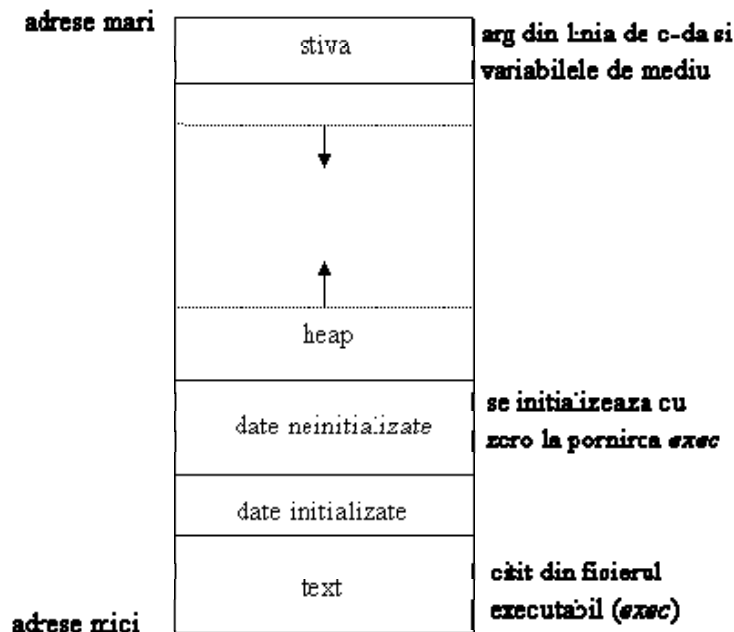 adrese mari
stiva
arg din linia de c-da si
variabilele de mediu
heap
date neinitializate
se initializeaza cu
zero la pornirea exec
date initializate
text
citit din fisierul
executabil (exec)
adrese mici